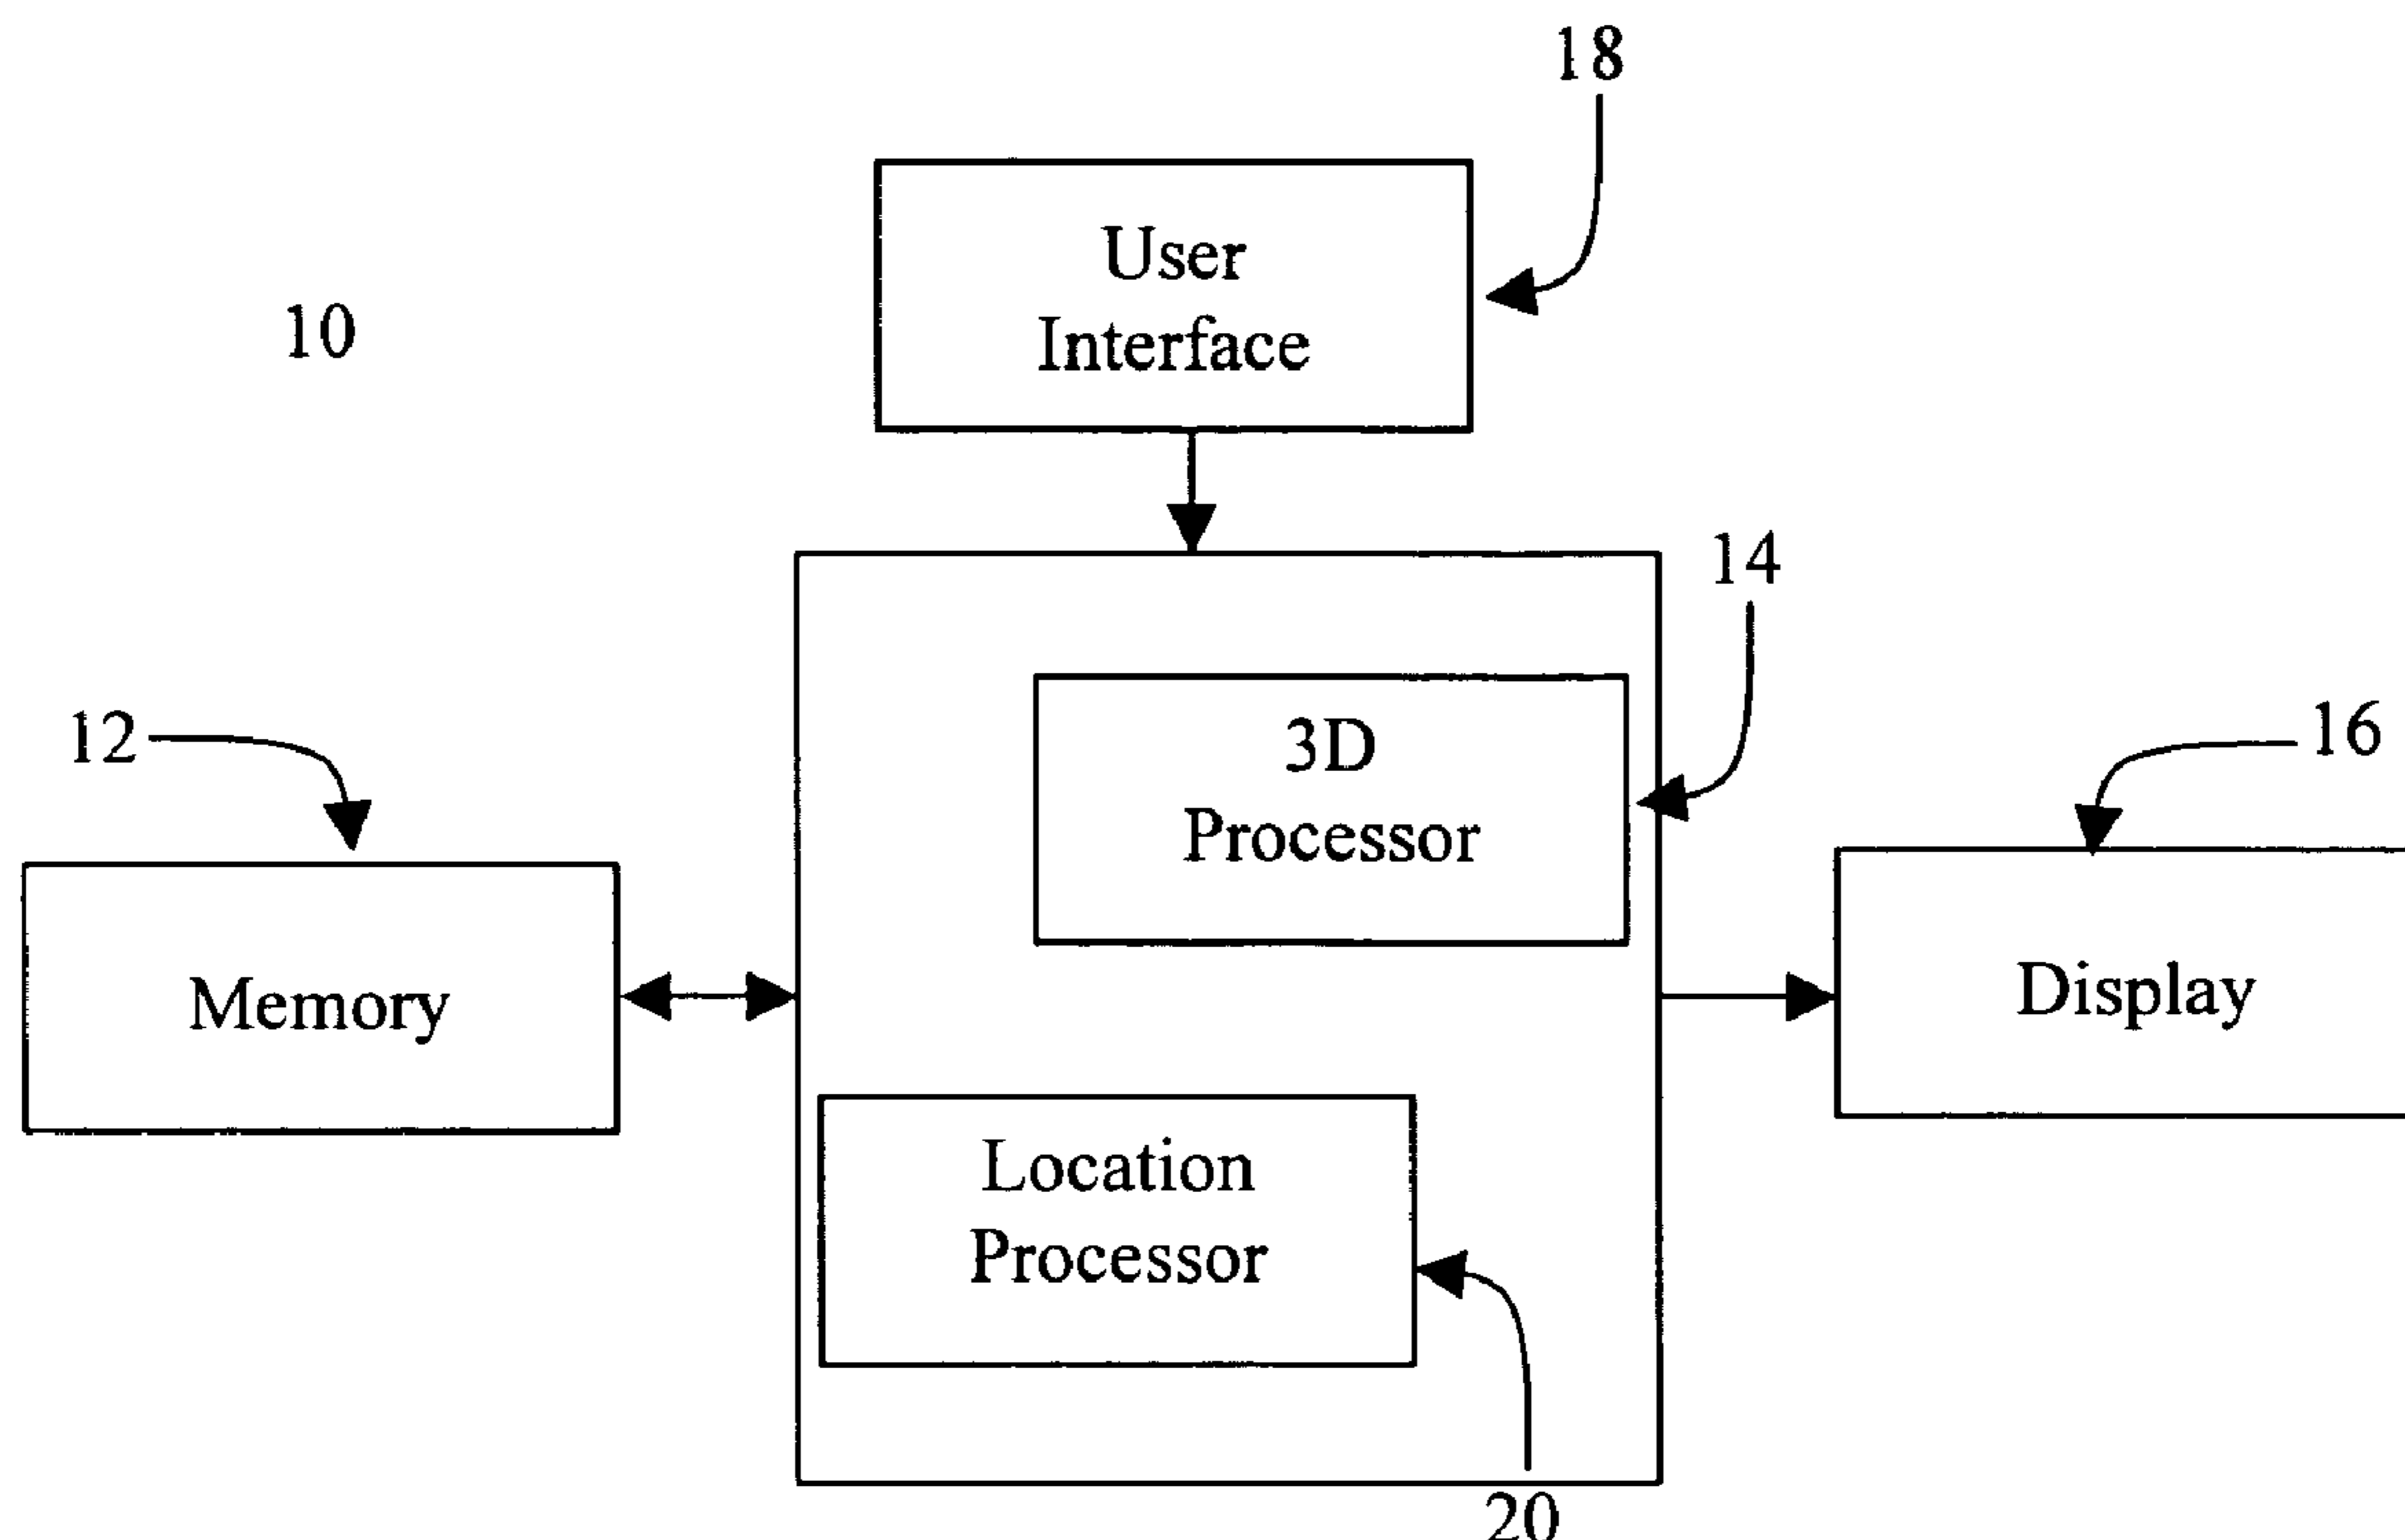 18
User
Interface
10
14
3D
Processor
12
16
Memory
Display
Location
Processor
20